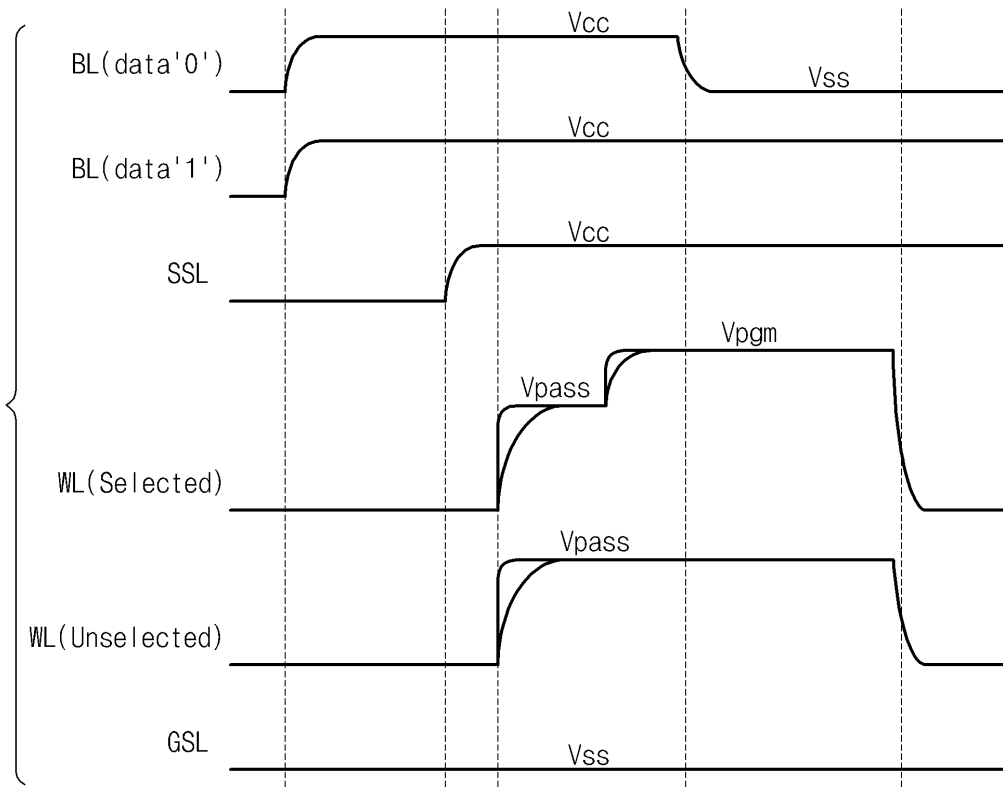 Vcc
BL(data'0')
Vss
Vcc
BL(data'1')
Vcc
SSL
Vpgm
Vpass
WL(Selected)
Vpass
WL(Unselected)
GSL
Vss